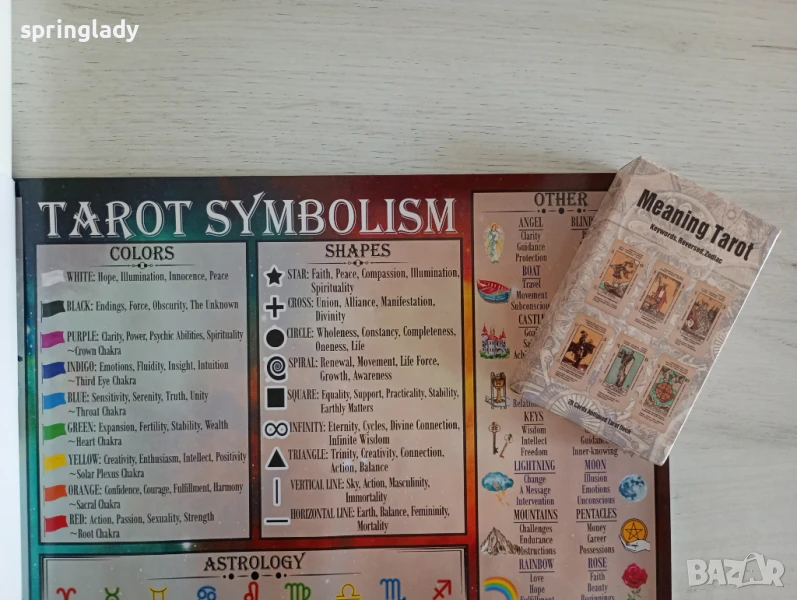 springlady
TAROT SYMBOLISM
COLORS
WHITE: Hope, Illumination, Innocence, Peace
BLACK: Endings, Force, Obscurity, The Unknown
PURPLE: Clarity, Power, Psychic Abilities, Spirituality
~Crown Chakra
INDIGO: Emotions, Fluidity, Insight, Intuition
~Third Eye Chakra
BLUE: Sensitivity, Serenity, Truth, Unity
~Throat Chakra
GREEN: Expansion, Fertility, Stability, Wealth
~Heart Chakra
YELLOW: Creativity, Enthusiasm, Intellect, Positivity
~Solar Plexus Chakra
ORANGE: Confidence, Courage, Fulfillment, Harmony
~Sacral Chakra
RED: Action, Passion, Sexuality, Strength
~Root Chakra
SHAPES
STAR: Faith, Peace, Compassion, Illumination,
Spirituality
CROSS: Union, Alliance, Manifestation,
Divinity
CIRCLE: Wholeness, Constancy, Completeness,
Oneness, Life
SPIRAL: Renewal, Movement, Life Force,
Growth, Awareness
SQUARE: Equality, Support, Practicality, Stability,
Earthly Matters
INFINITY: Eternity, Cycles, Divine Connection,
Infinite Wisdom
TRIANGLE: Trinity, Creativity, Connection,
Action, Balance
VERTICAL LINE: Sky, Action, Masculinity,
Immortality
HORIZONTAL LINE: Earth, Balance, Femininity,
Mortality
OTHER
ANGEL
Clarity
Guidance
Protection
BOAT
Travel
Movement
KEYS
Wisdom
Intellect
Freedom
LIGHTNING
Change
A Message
Intervention
MOUNTAINS
Challenges
Endurance
Obstructions
RAINBOW
Love
Hope
Inner-knowing
MOON
Illusion
Emotions
Unconscious
PENTACLES
Money
Career
Possessions
ROSE
Faith
Beauty
Beginnings
ASTROLOGY
Meaning Tarot
Keywords, Reversed, Zodiac
BAZAR
bg